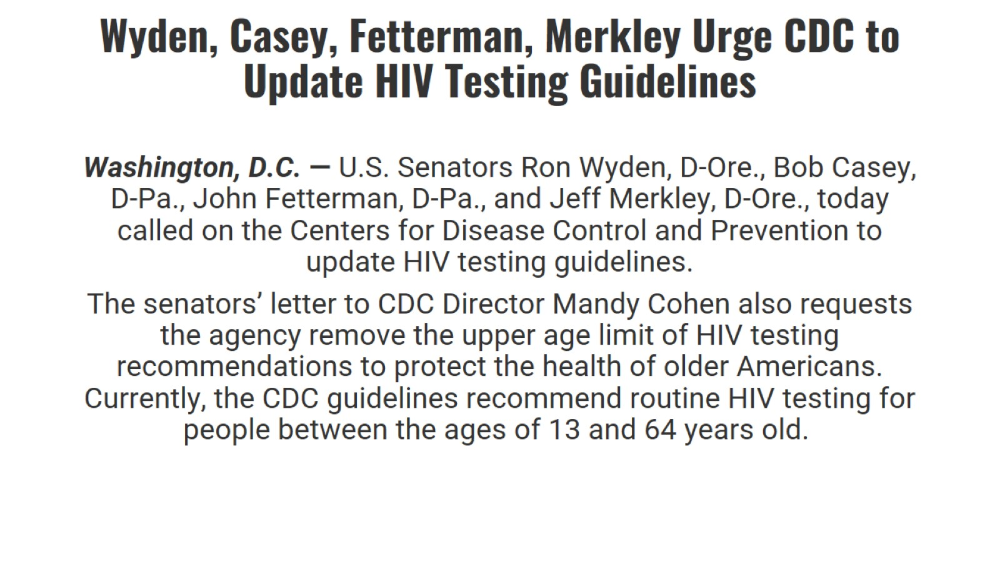 Wyden, Casey, Fetterman, Merkley Urge CDC to
Update HIV Testing Guidelines
Washington, D.C. — U.S. Senators Ron Wyden, D-Ore., Bob Casey,
D-Pa., John Fetterman, D-Pa., and Jeff Merkley, D-Ore., today
called on the Centers for Disease Control and Prevention to
update HIV testing guidelines.
The senators’ letter to CDC Director Mandy Cohen also requests
the agency remove the upper age limit of HIV testing
recommendations to protect the health of older Americans.
Currently, the CDC guidelines recommend routine HIV testing for
people between the ages of 13 and 64 years old.